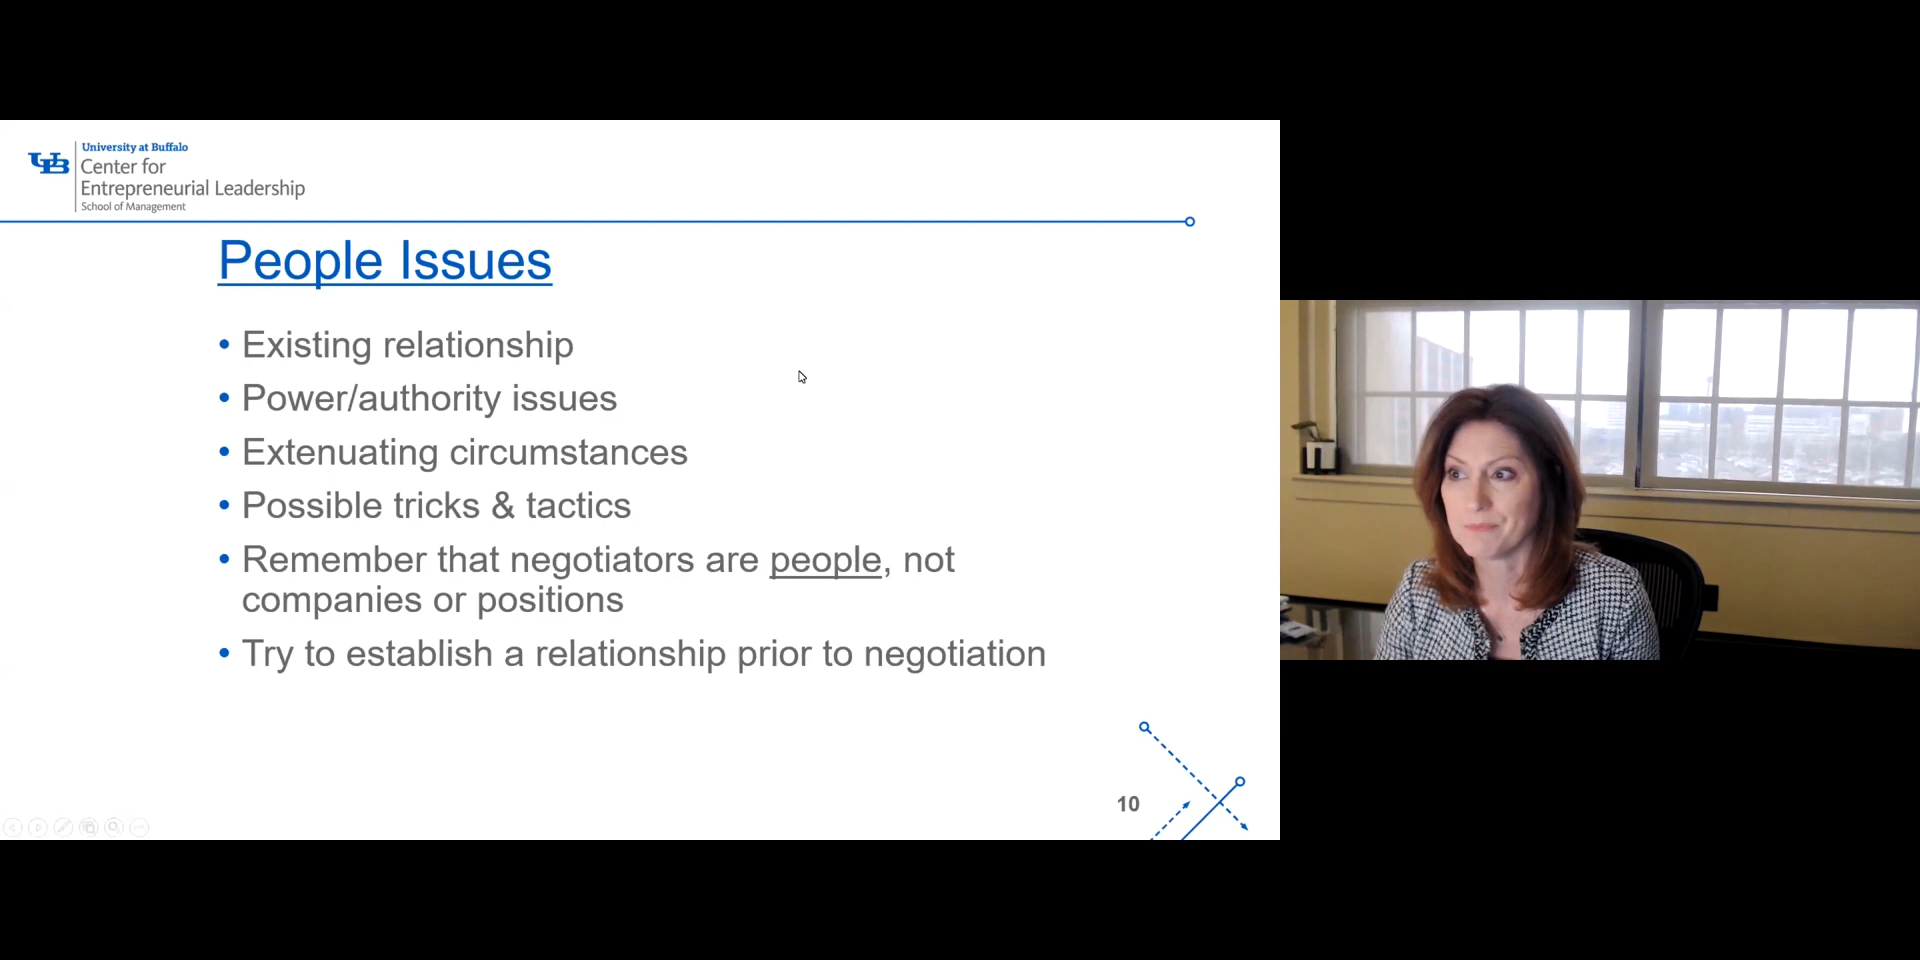 UB
University at Buffalo
Center for
Entrepreneurial Leadership
School of Management
People Issues
• Existing relationship
• Power/authority issues
• Extenuating circumstances
• Possible tricks & tactics
• Remember that negotiators are people, not
companies or positions
• Try to establish a relationship prior to negotiation
10